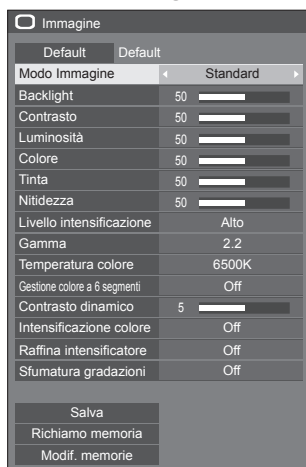 Immagine
Default Default
Modo Immagine Standard
Backlight 50
Contrasto 50
Luminosità 50
Colore 50
Tinta 50
Nitidezza 50
Livello intensificazione Alto
Gamma 2.2
Temperatura colore 6500K
Gestione colore a 6 segmenti Off
Contrasto dinamico 5
Intensificazione colore Off
Raffina intensificatore Off
Sfumatura gradazioni Off
Salva
Richiamo memoria
Modif. memorie